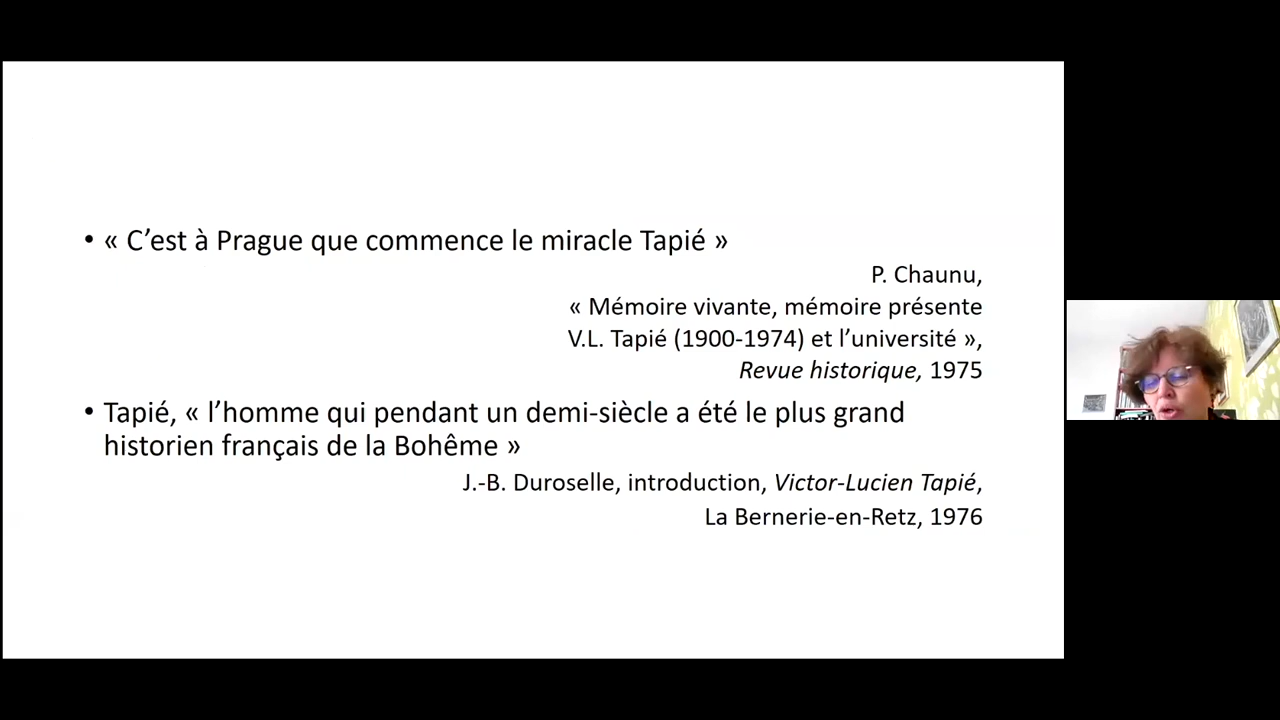 • « C’est à Prague que commence le miracle Tapié »
P. Chaunu,
« Mémoire vivante, mémoire présente
V.L. Tapié (1900-1974) et l’université »,
Revue historique, 1975
• Tapié, « l’homme qui pendant un demi-siècle a été le plus grand
historien français de la Bohême »
J.-B. Duroselle, introduction, Victor-Lucien Tapié,
La Bernerie-en-Retz, 1976